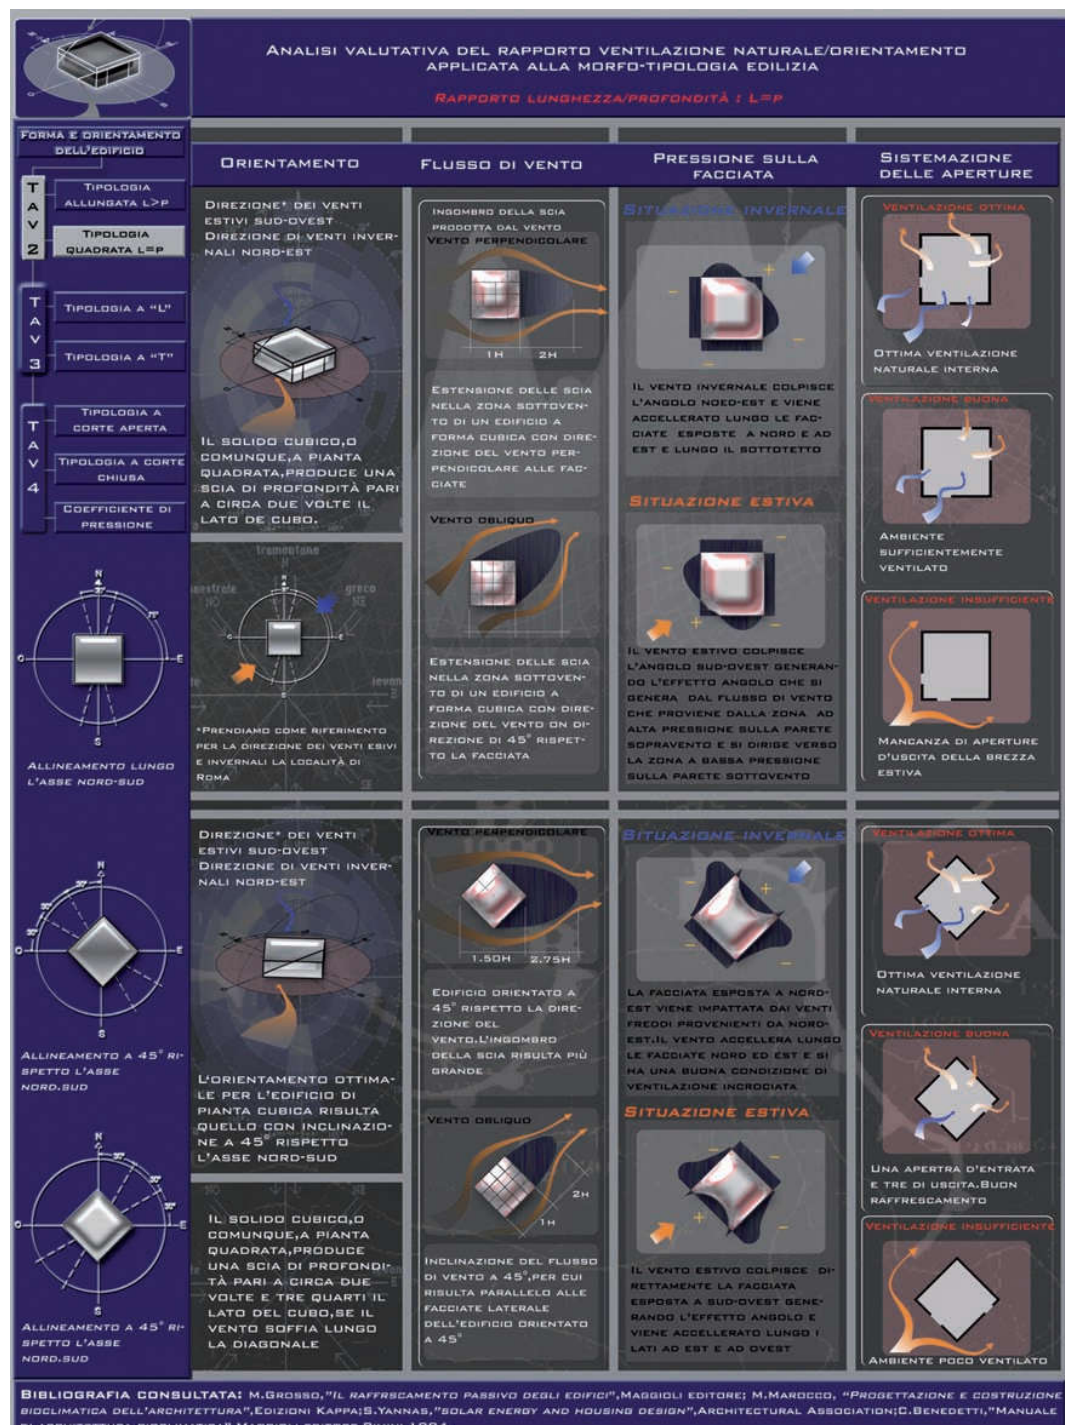 ANALISI VALUTATIVA DEL RAPPORTO VENTILAZIONE NATURALE/ORIENTAMENTO
APPLICATA ALLA MORFO-TIPOLOGIA EDILIZIA
RAPPORTO LUNGHEZZA/PROFONDITÀ : L=P
FORMA E ORIENTAMENTO
DELL'EDIFICIO
TAV 2
TIPOLOGIA
ALLUNGATA L>P
TIPOLOGIA
QUADRATA L=P
TAV 3
TIPOLOGIA A "L"
TIPOLOGIA A "T"
TAV 4
TIPOLOGIA A
CORTE APERTA
TIPOLOGIA A CORTE
CHIUSA
COEFFICIENTE DI
PRESSIONE
N
O
E
S
ALLINEAMENTO LUNGO
L'ASSE NORD-SUD
N
O
E
S
ALLINEAMENTO A 45° RI-
SPETTO L'ASSE
NORD.SUD
N
O
E
S
ALLINEAMENTO A 45° RI-
SPETTO L'ASSE
NORD.SUD
ORIENTAMENTO
DIREZIONE* DEI VENTI
ESTIVI SUD-OVEST
DIREZIONE DI VENTI INVER-
NALI NORD-EST
IL SOLIDO CUBICO,O
COMUNQUE,A PIANTA
QUADRATA,PRODUCE UNA
SCIA DI PROFONDITÀ PARI
A CIRCA DUE VOLTE IL
LATO DE CUBO.
tramontana
greco
NO
NE
*PRENDIAMO COME RIFERIMENTO
PER LA DIREZIONE DEI VENTI ESIVI
E INVERNALI LA LOCALITÀ DI
ROMA
DIREZIONE* DEI VENTI
ESTIVI SUD-OVEST
DIREZIONE DI VENTI INVER-
NALI NORD-EST
L'ORIENTAMENTO OTTIMA-
LE PER L'EDIFICIO DI
PIANTA CUBICA RISULTA
QUELLO CON INCLINAZIO-
NE A 45° RISPETTO
L'ASSE NORD-SUD
IL SOLIDO CUBICO,O
COMUNQUE,A PIANTA
QUADRATA,PRODUCE
UNA SCIA DI PROFONDI-
TÀ PARI A CIRCA DUE
VOLTE E TRE QUARTI IL
LATO DEL CUBO,SE IL
VENTO SOFFIA LUNGO
LA DIAGONALE
FLUSSO DI VENTO
INGOMBRO DELLA SCIA
PRODOTTA DAL VENTO
VENTO PERPENDICOLARE
1H 2H
ESTENSIONE DELLE SCIA
NELLA ZONA SOTTOVEN-
TO DI UN EDIFICIO A
FORMA CUBICA CON DIRE-
ZIONE DEL VENTO PER-
PENDICOLARE ALLE FAC-
CIATE
VENTO OBLIQUO
ESTENSIONE DELLE SCIA
NELLA ZONA SOTTOVEN-
TO DI UN EDIFICIO A
FORMA CUBICA CON DIRE-
ZIONE DEL VENTO ON DI-
REZIONE DI 45° RISPET-
TO LA FACCIATA
VENTO PERPENDICOLARE
1.50H 2.75H
EDIFICIO ORIENTATO A
45° RISPETTO LA DIRE-
ZIONE DEL
VENTO.L'INGOMBRO
DELLA SCIA RISULTA PIÙ
GRANDE
VENTO OBLIQUO
2H
1H
INCLINAZIONE DEL FLUSSO
DI VENTO A 45°,PER CUI
RISULTA PARALLELO ALLE
FACCIATE LATERALE
DELL'EDIFICIO ORIENTATO
A 45°
PRESSIONE SULLA
FACCIATA
SITUAZIONE INVERNALE
IL VENTO INVERNALE COLPISCE
L'ANGOLO NOED-EST E VIENE
ACCELLERATO LUNGO LE FAC-
CIATE ESPOSTE A NORD E AD
EST E LUNGO IL SOTTOTETTO
SITUAZIONE ESTIVA
IL VENTO ESTIVO COLPISCE
L'ANGOLO SUD-OVEST GENERAN-
DO L'EFFETTO ANGOLO CHE SI
GENERA DAL FLUSSO DI VENTO
CHE PROVIENE DALLA ZONA AD
ALTA PRESSIONE SULLA PARETE
SOPRAVENTO E SI DIRIGE VERSO
LA ZONA A BASSA PRESSIONE
SULLA PARETE SOTTOVENTO
SITUAZIONE INVERNALE
LA FACCIATA ESPOSTA A NORD-
EST VIENE IMPATTATA DAI VENTI
FREDDI PROVENIENTI DA NORD-
EST.IL VENTO ACCELLERA LUNGO
LE FACCIATE NORD ED EST E SI
HA UNA BUONA CONDIZIONE DI
VENTILAZIONE INCROCIATA
SITUAZIONE ESTIVA
IL VENTO ESTIVO COLPISCE DI-
RETTAMENTE LA FACCIATA
ESPOSTA A SUD-OVEST GENE-
RANDO L'EFFETTO ANGOLO E
VIENE ACCELLERATO LUNGO I
LATI AD EST E AD OVEST
SISTEMAZIONE
DELLE APERTURE
VENTILAZIONE OTTIMA
OTTIMA VENTILAZIONE
NATURALE INTERNA
VENTILAZIONE BUONA
AMBIENTE
SUFFICIENTEMENTE
VENTILATO
VENTILAZIONE INSUFFICIENTE
MANCANZA DI APERTURE
D'USCITA DELLA BREZZA
ESTIVA
VENTILAZIONE OTTIMA
OTTIMA VENTILAZIONE
NATURALE INTERNA
VENTILAZIONE BUONA
UNA APERTRA D'ENTRATA
E TRE DI USCITA.BUON
RAFFRESCAMENTO
VENTILAZIONE INSUFFICIENTE
AMBIENTE POCO VENTILATO
BIBLIOGRAFIA CONSULTATA: M.GROSSO,"IL RAFFRSCAMENTO PASSIVO DEGLI EDIFICI",MAGGIOLI EDITORE; M.MAROCCO, "PROGETTAZIONE E COSTRUZIONE
BIOCLIMATICA DELL'ARCHITETTURA",EDIZIONI KAPPA;S.YANNAS,"SOLAR ENERGY AND HOUSING DESIGN",ARCHITECTURAL ASSOCIATION;C.BENEDETTI,"MANUALE